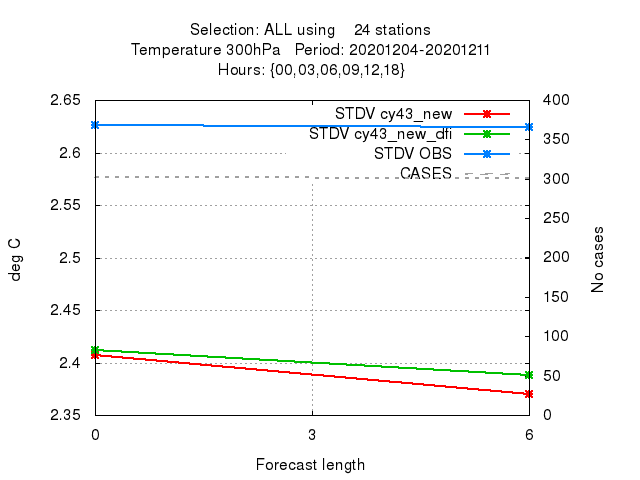 Selection: ALL using 24 stations
Temperature 300hPa Period: 20201204-20201211
Hours: {00,03,06,09,12,18}
2.65
2.6
2.55
2.5
2.45
2.4
2.35
deg C
STDV cy43_new
STDV cy43_new_dfi
STDV OBS
CASES
400
350
300
250
200
150
100
50
0
No cases
0 3 6
Forecast length